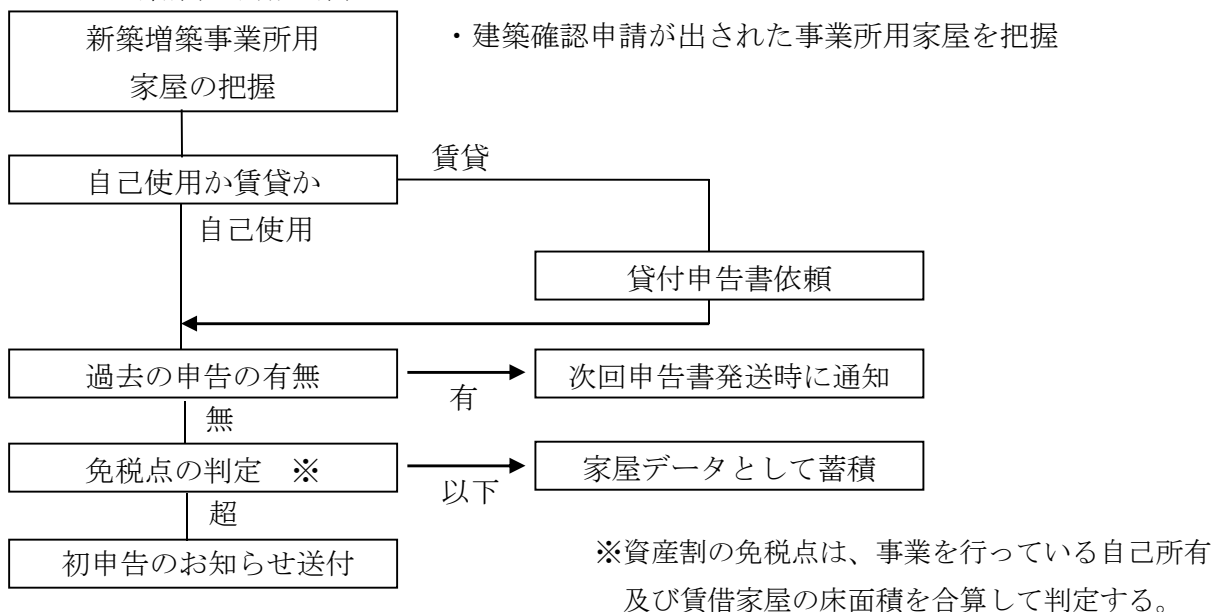 新築増築事業所用
家屋の把握
・建築確認申請が出された事業所用家屋を把握
自己使用か賃貸か
賃貸
自己使用
貸付申告書依頼
過去の申告の有無
有
次回申告書発送時に通知
無
免税点の判定　※
以下
家屋データとして蓄積
超
初申告のお知らせ送付
※資産割の免税点は、事業を行っている自己所有
及び賃借家屋の床面積を合算して判定する。